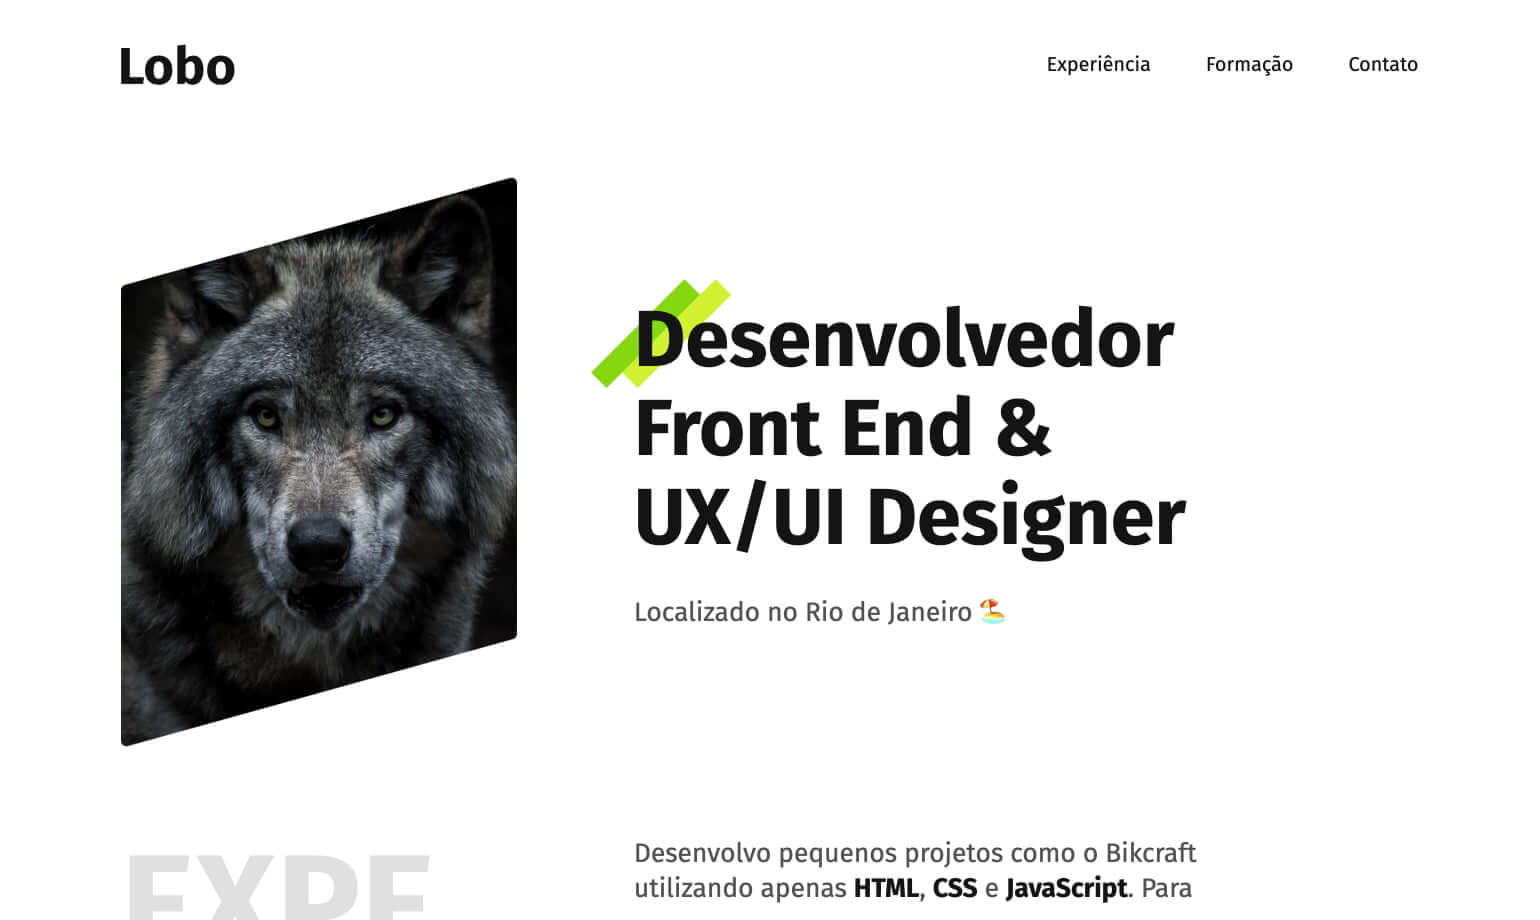 Lobo
Experiência Formação Contato
Desenvolvedor
Front End &
UX/UI Designer
Localizado no Rio de Janeiro 🏖️
EXPE
Desenvolvo pequenos projetos como o Bikcraft
utilizando apenas HTML, CSS e JavaScript. Para